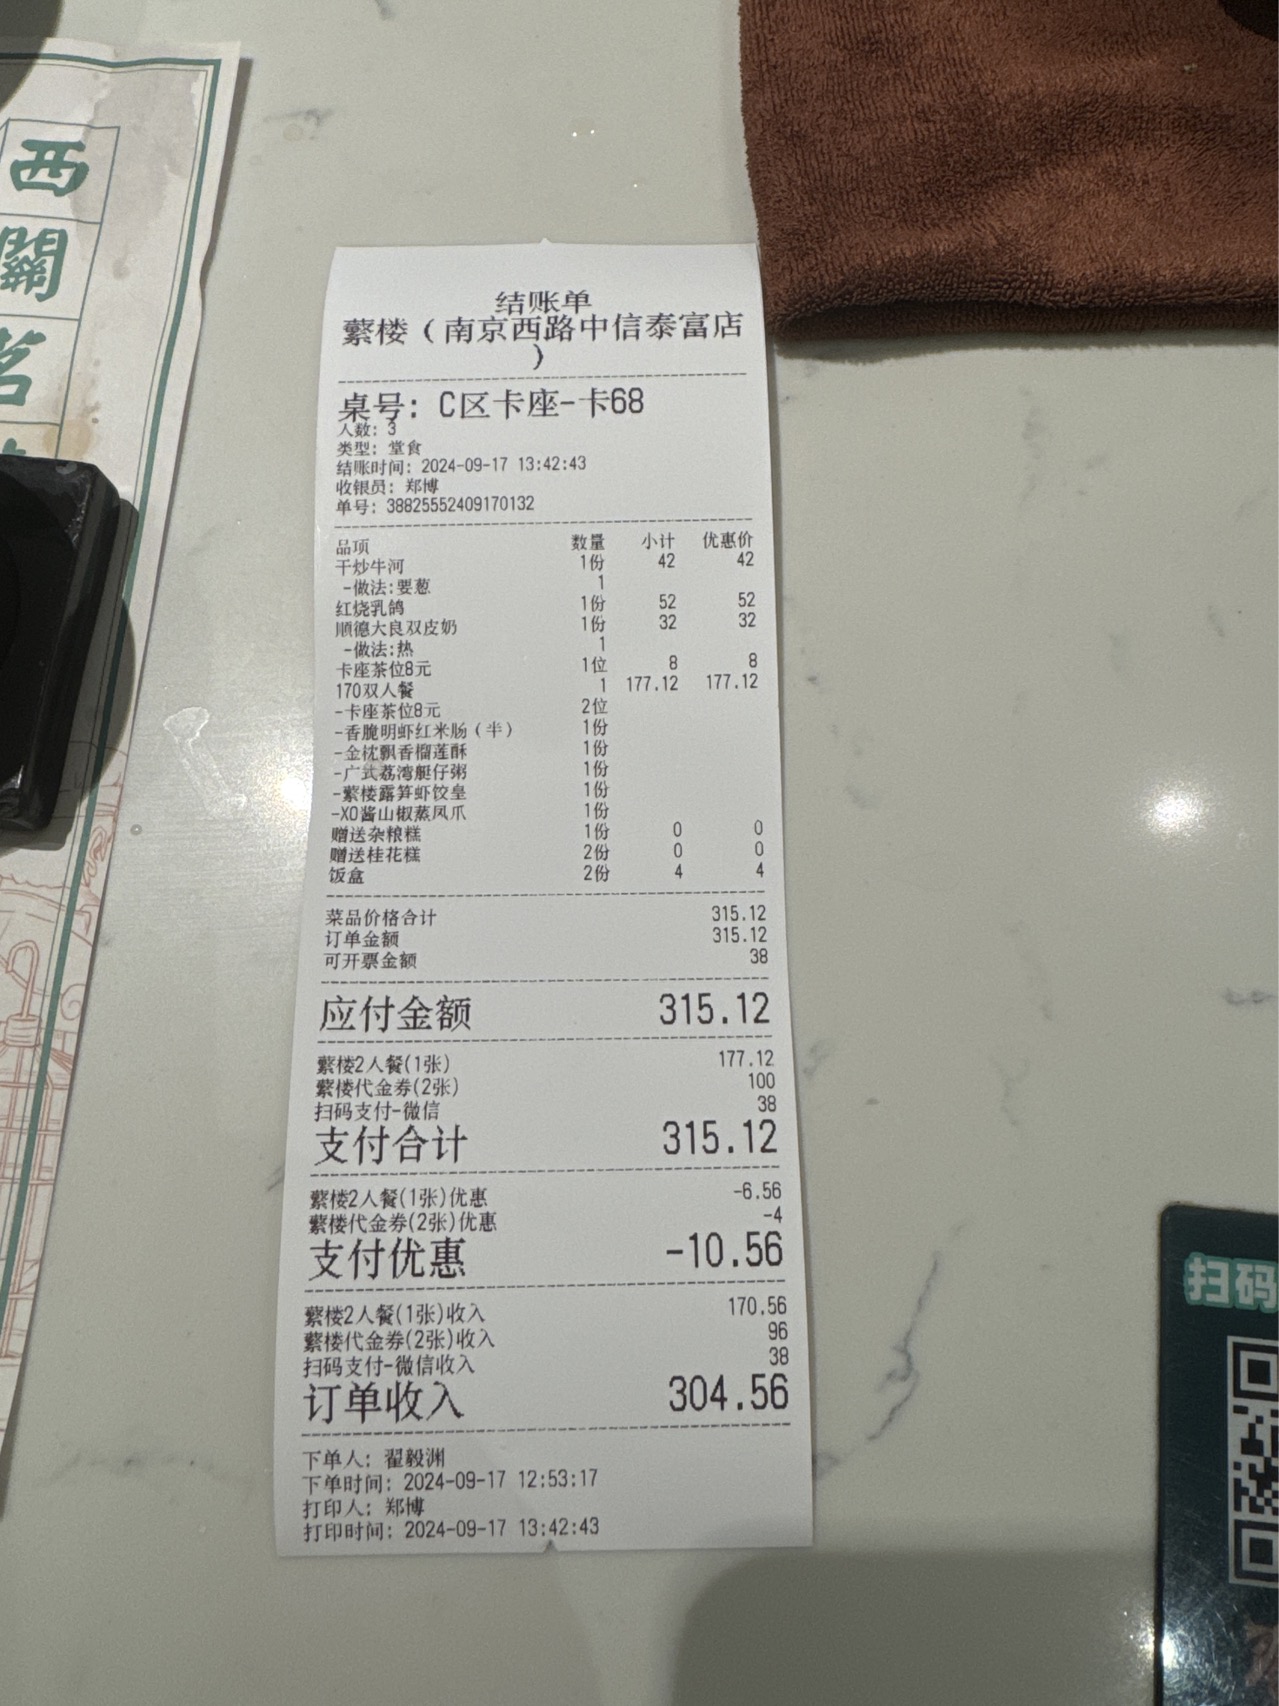 西
關
茗
结账单
蘩楼（南京西路中信泰富店
）
桌号: C区卡座-卡68
人数: 3
类型: 堂食
结账时间: 2024-09-17 13:42:43
收银员: 郑博
单号: 38825552409170132
品项 数量 小计 优惠价
干炒牛河 1份 42 42
-做法:要葱 1
红烧乳鸽 1份 52 52
顺德大良双皮奶 1份 32 32
-做法:热 1
卡座茶位8元 1位 8 8
170双人餐 1 177.12 177.12
-卡座茶位8元 2位
-香脆明虾红米肠（半） 1份
-金枕飘香榴莲酥 1份
-广式荔湾艇仔粥 1份
-蘩楼露笋虾饺皇 1份
-XO酱山椒蒸凤爪 1份
赠送杂粮糕 1份 0 0
赠送桂花糕 2份 0 0
饭盒 2份 4 4
菜品价格合计 315.12
订单金额 315.12
可开票金额 38
应付金额 315.12
蘩楼2人餐(1张) 177.12
蘩楼代金券(2张) 100
扫码支付-微信 38
支付合计 315.12
蘩楼2人餐(1张)优惠 -6.56
蘩楼代金券(2张)优惠 -4
支付优惠 -10.56
蘩楼2人餐(1张)收入 170.56
蘩楼代金券(2张)收入 96
扫码支付-微信收入 38
订单收入 304.56
下单人: 翟毅渊
下单时间: 2024-09-17 12:53:17
打印人: 郑博
打印时间: 2024-09-17 13:42:43
扫码